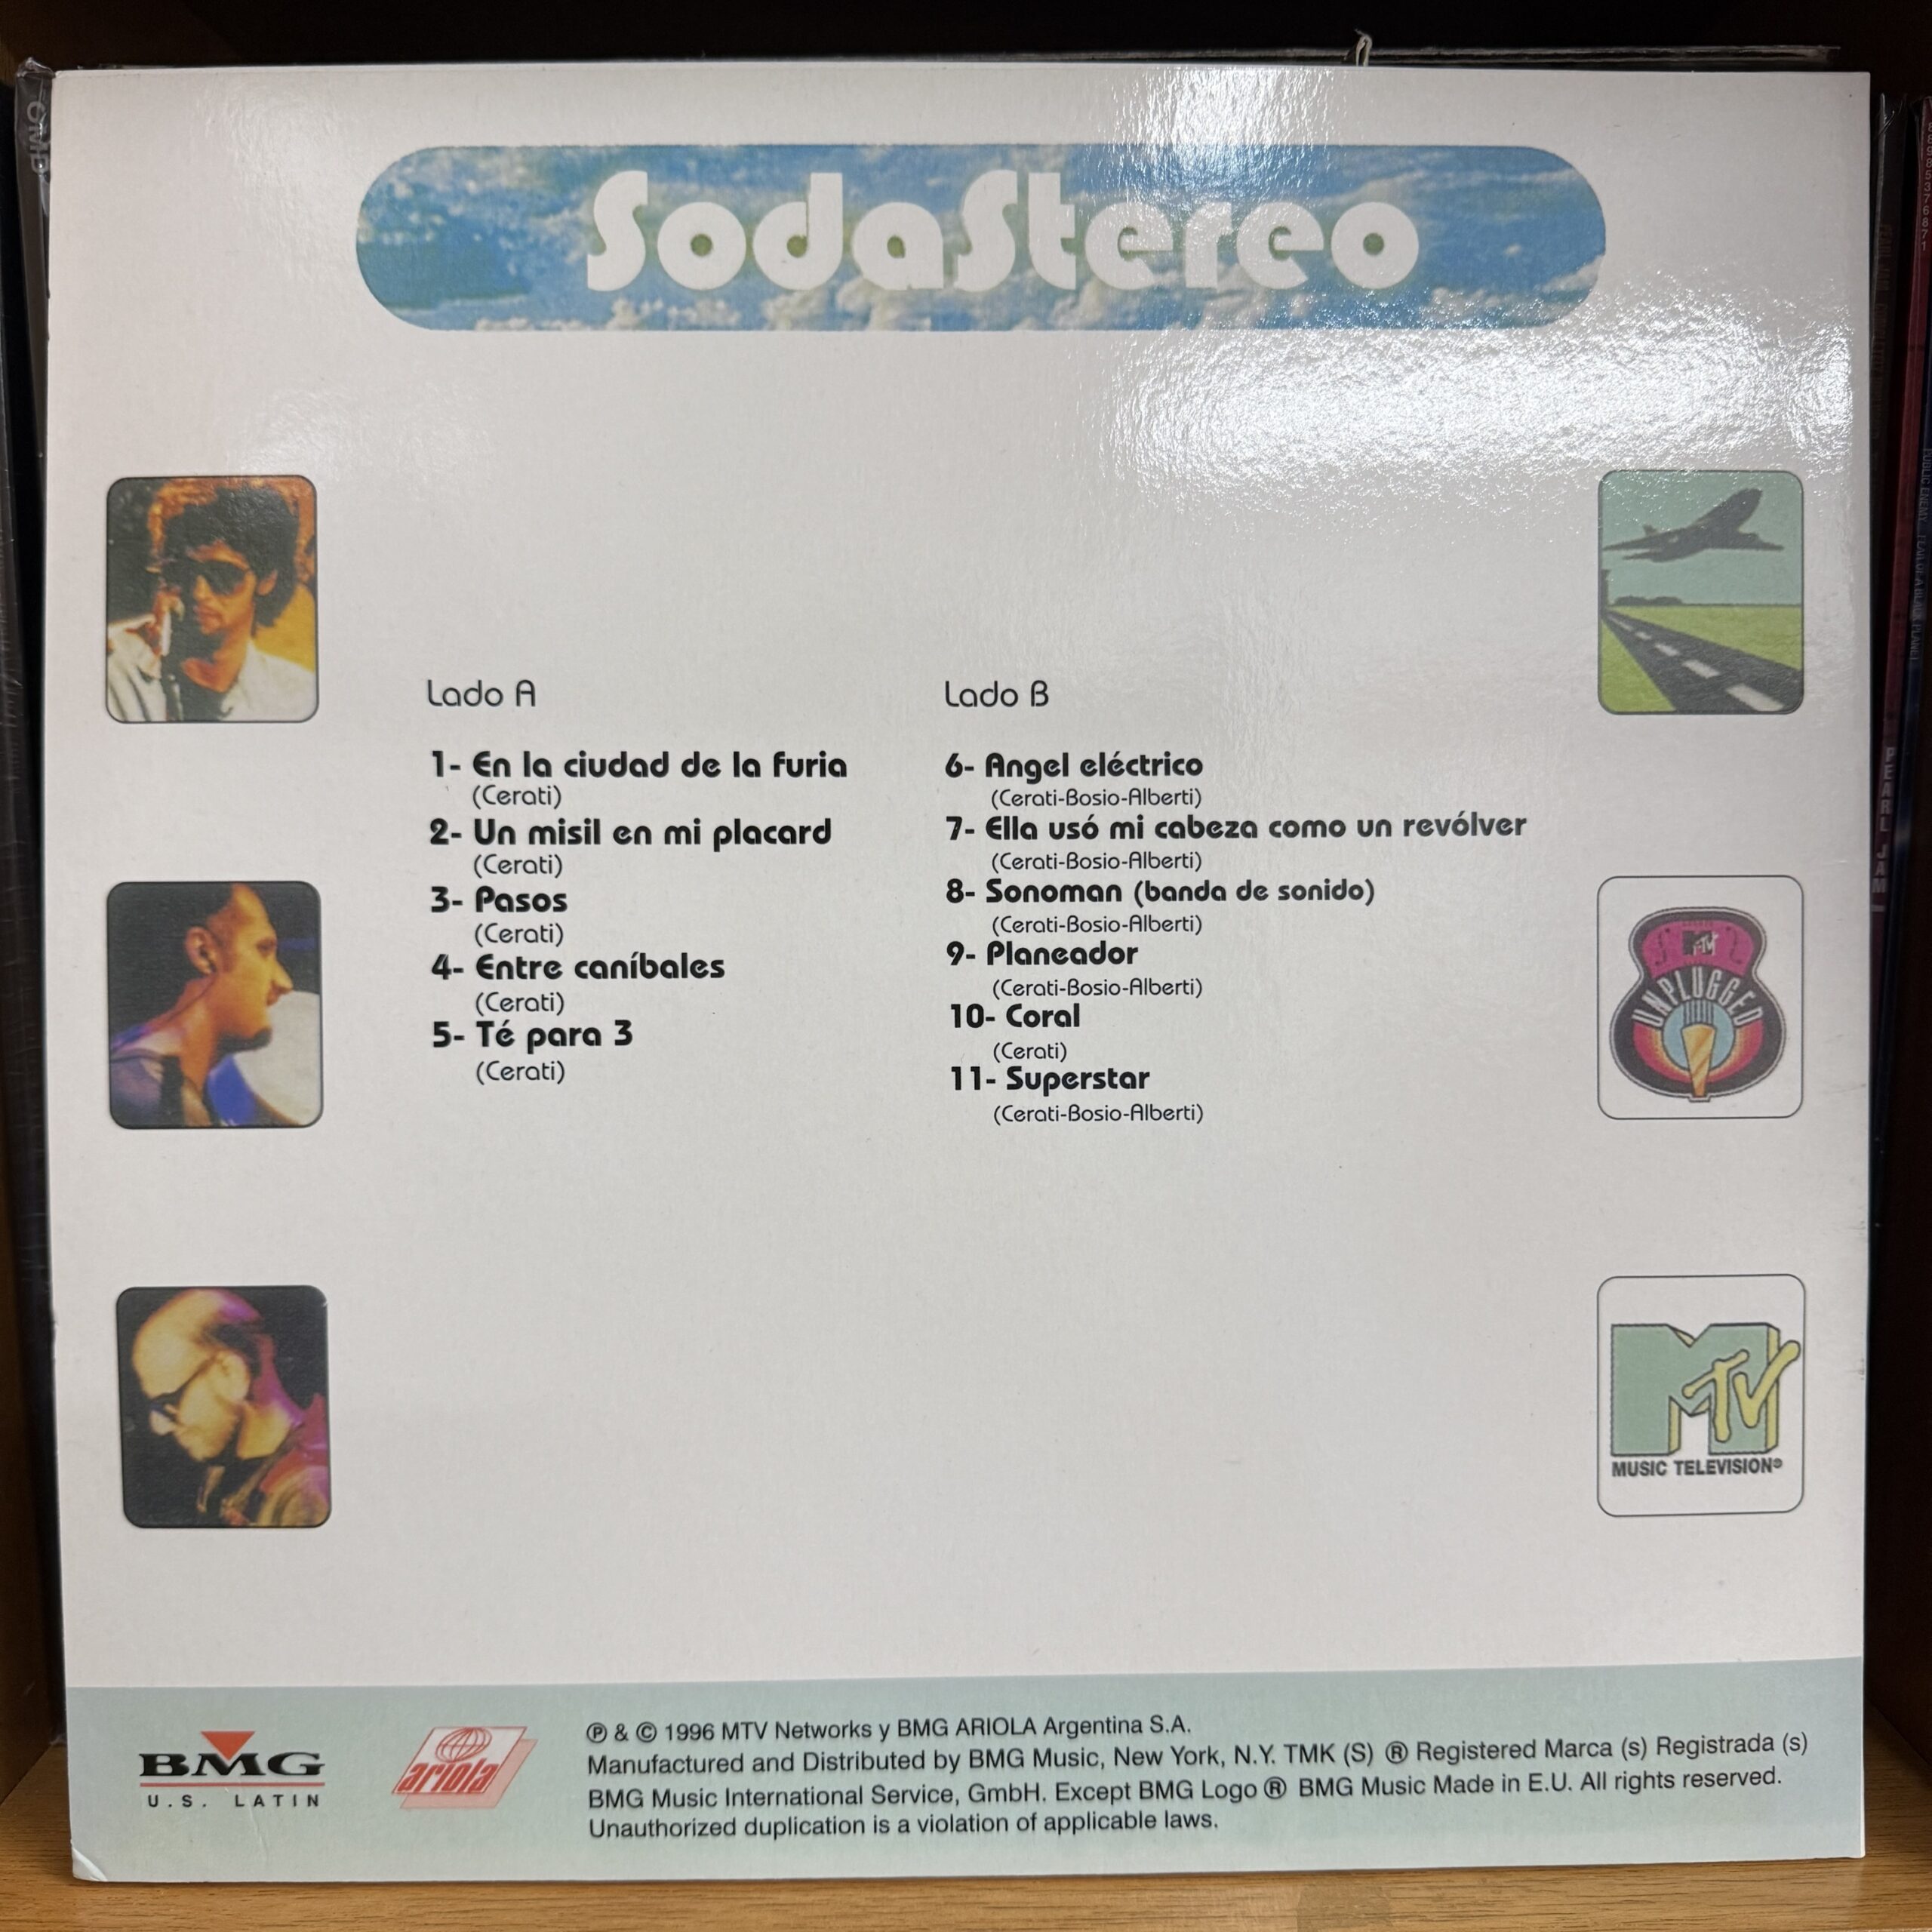 SodaStereo
Lado A
1- En la ciudad de la furia
(Cerati)
2- Un misil en mi placard
(Cerati)
3- Pasos
(Cerati)
4- Entre caníbales
(Cerati)
5- Té para 3
(Cerati)
Lado B
6- Angel eléctrico
(Cerati-Bosio-Alberti)
7- Ella usó mi cabeza como un revólver
(Cerati-Bosio-Alberti)
8- Sonoman (banda de sonido)
(Cerati-Bosio-Alberti)
9- Planeador
(Cerati-Bosio-Alberti)
10- Coral
(Cerati)
11- Superstar
(Cerati-Bosio-Alberti)
MTV
UNPLUGGED
MTV
MUSIC TELEVISION®
BMG
U.S. LATIN
ariola
℗ & © 1996 MTV Networks y BMG ARIOLA Argentina S.A.
Manufactured and Distributed by BMG Music, New York, N.Y. TMK (S) ® Registered Marca (s) Registrada (s)
BMG Music International Service, GmbH. Except BMG Logo ® BMG Music Made in E.U. All rights reserved.
Unauthorized duplication is a violation of applicable laws.
PEARL JAM